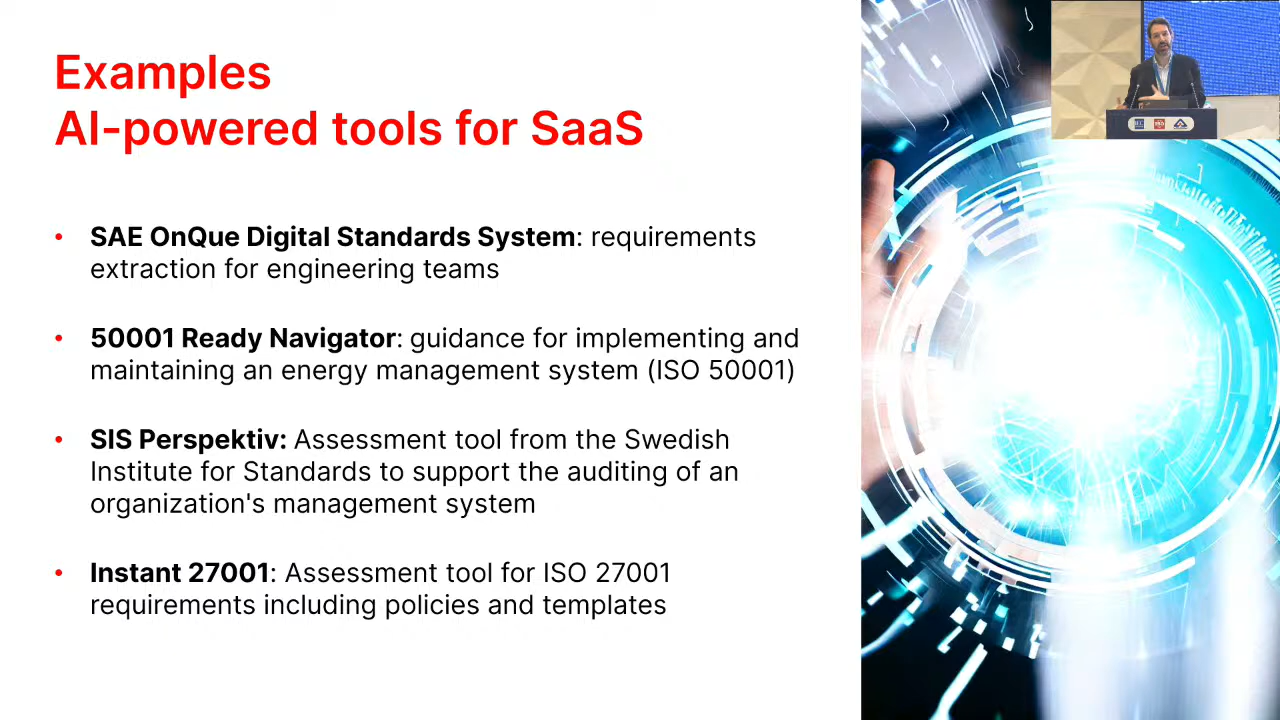 Examples
AI-powered tools for SaaS
• SAE OnQue Digital Standards System: requirements
extraction for engineering teams
• 50001 Ready Navigator: guidance for implementing and
maintaining an energy management system (ISO 50001)
• SIS Perspektiv: Assessment tool from the Swedish
Institute for Standards to support the auditing of an
organization's management system
• Instant 27001: Assessment tool for ISO 27001
requirements including policies and templates